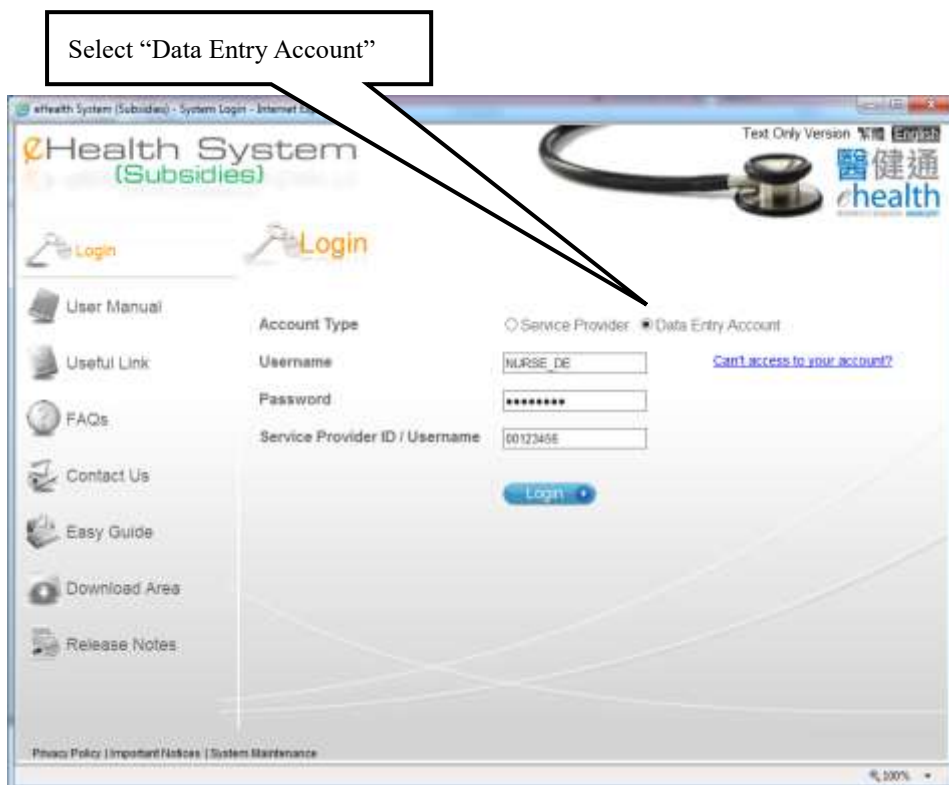 Select “Data Entry Account”
eHealth System (Subsidies) - System Login - Internet
Text Only Version 繁體 English
eHealth System
(Subsidies)
醫健通
ehealth
Login
Login
User Manual
Useful Link
FAQs
Contact Us
Easy Guide
Download Area
Release Notes
Account Type
Service Provider Data Entry Account
Username
NURSE_DE
Can't access to your account?
Password
Service Provider ID / Username
00123456
Login
Privacy Policy | Important Notices | System Maintenance
100%